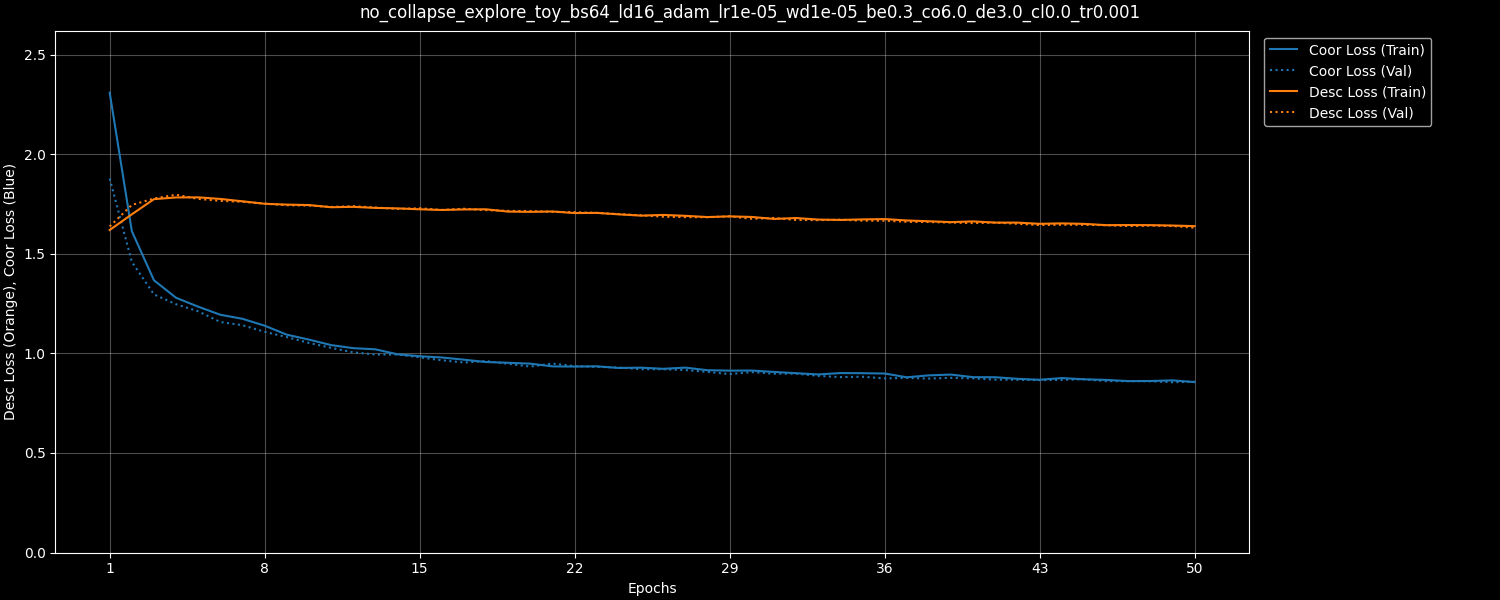 no_collapse_explore_toy_bs64_ld16_adam_lr1e-05_wd1e-05_be0.3_co6.0_de3.0_cl0.0_tr0.001
Desc Loss (Orange), Coor Loss (Blue)
2.5
2.0
1.5
1.0
0.5
0.0
1 8 15 22 29 36 43 50
Epochs
Coor Loss (Train)
Coor Loss (Val)
Desc Loss (Train)
Desc Loss (Val)